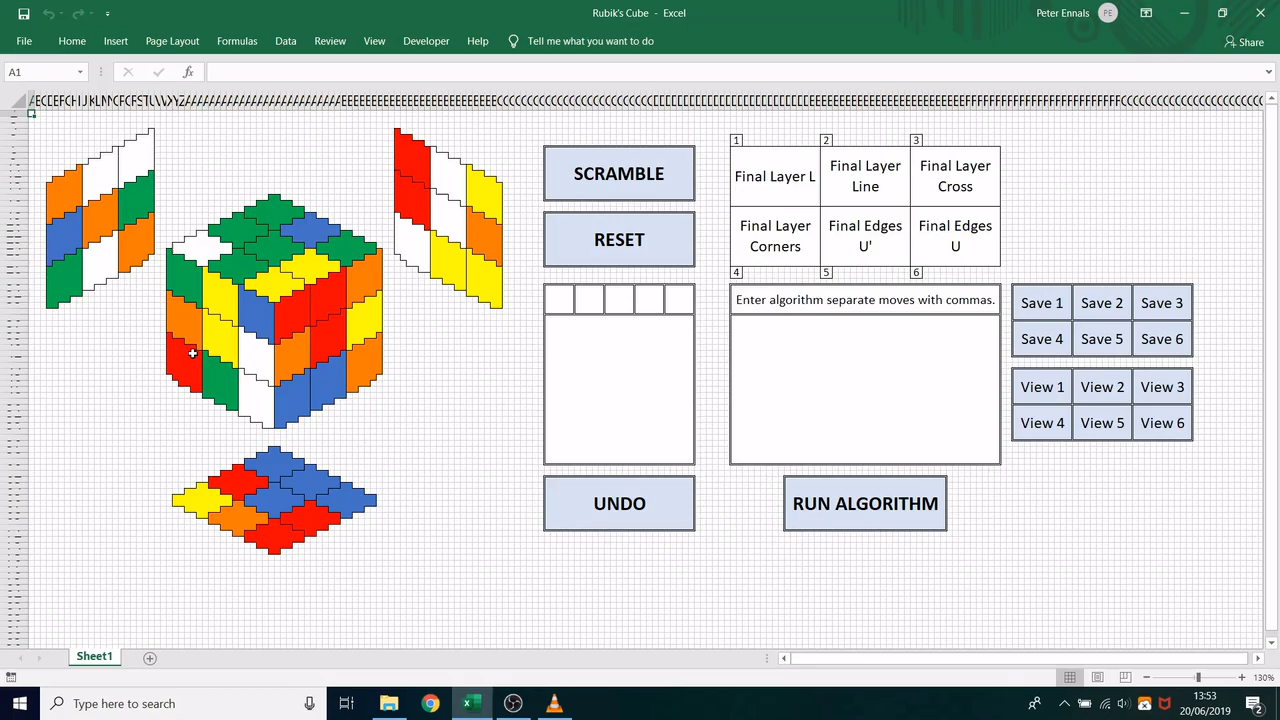 Rubik's Cube - Excel
Peter Ennals
PE
File
Home
Insert
Page Layout
Formulas
Data
Review
View
Developer
Help
Tell me what you want to do
Share
A1
fx
SCRAMBLE
RESET
UNDO
1
2
3
Final Layer L
Final Layer
Line
Final Layer
Cross
Final Layer
Corners
Final Edges
U'
Final Edges
U
4
5
6
Enter algorithm separate moves with commas.
RUN ALGORITHM
Save 1
Save 2
Save 3
Save 4
Save 5
Save 6
View 1
View 2
View 3
View 4
View 5
View 6
Sheet1
130%
Type here to search
13:53
20/06/2019
2